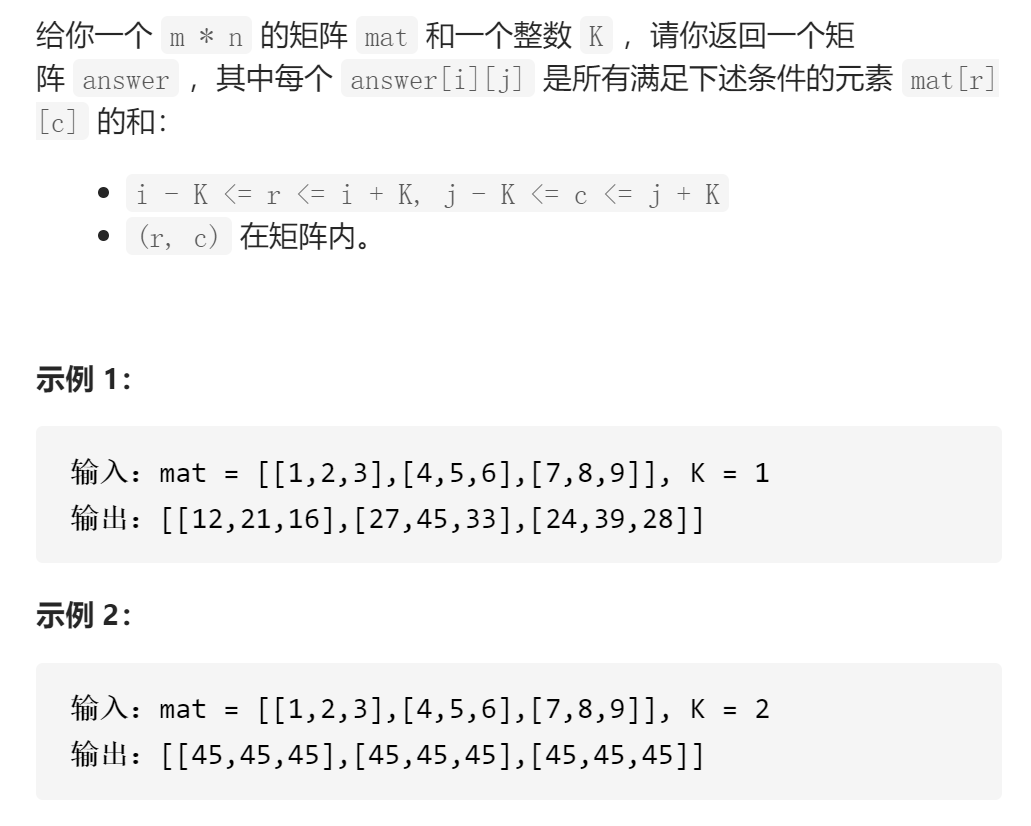 给你一个 m * n 的矩阵 mat 和一个整数 K ，请你返回一个矩
阵 answer ，其中每个 answer[i][j] 是所有满足下述条件的元素 mat[r]
[c] 的和：
• i - K <= r <= i + K, j - K <= c <= j + K
• (r, c) 在矩阵内。
示例 1：
输入：mat = [[1,2,3],[4,5,6],[7,8,9]], K = 1
输出：[[12,21,16],[27,45,33],[24,39,28]]
示例 2：
输入：mat = [[1,2,3],[4,5,6],[7,8,9]], K = 2
输出：[[45,45,45],[45,45,45],[45,45,45]]